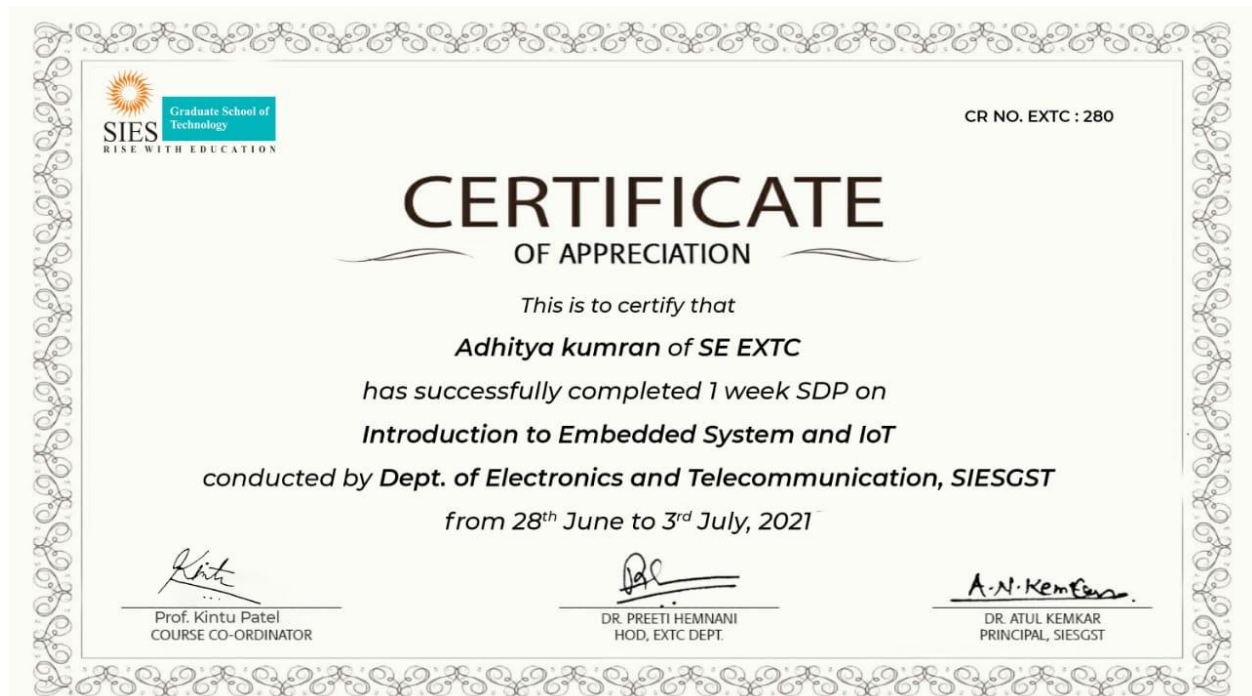 SIES
Graduate School of
Technology
RISE WITH EDUCATION
CR NO. EXTC : 280
CERTIFICATE
OF APPRECIATION
This is to certify that
Adhitya kumran of SE EXTC
has successfully completed 1 week SDP on
Introduction to Embedded System and IoT
conducted by Dept. of Electronics and Telecommunication, SIESGST
from 28th June to 3rd July, 2021
Kintu
A.N.Kemkar
Prof. Kintu Patel
COURSE CO-ORDINATOR
DR. PREETI HEMNANI
HOD, EXTC DEPT.
DR. ATUL KEMKAR
PRINCIPAL, SIESGST